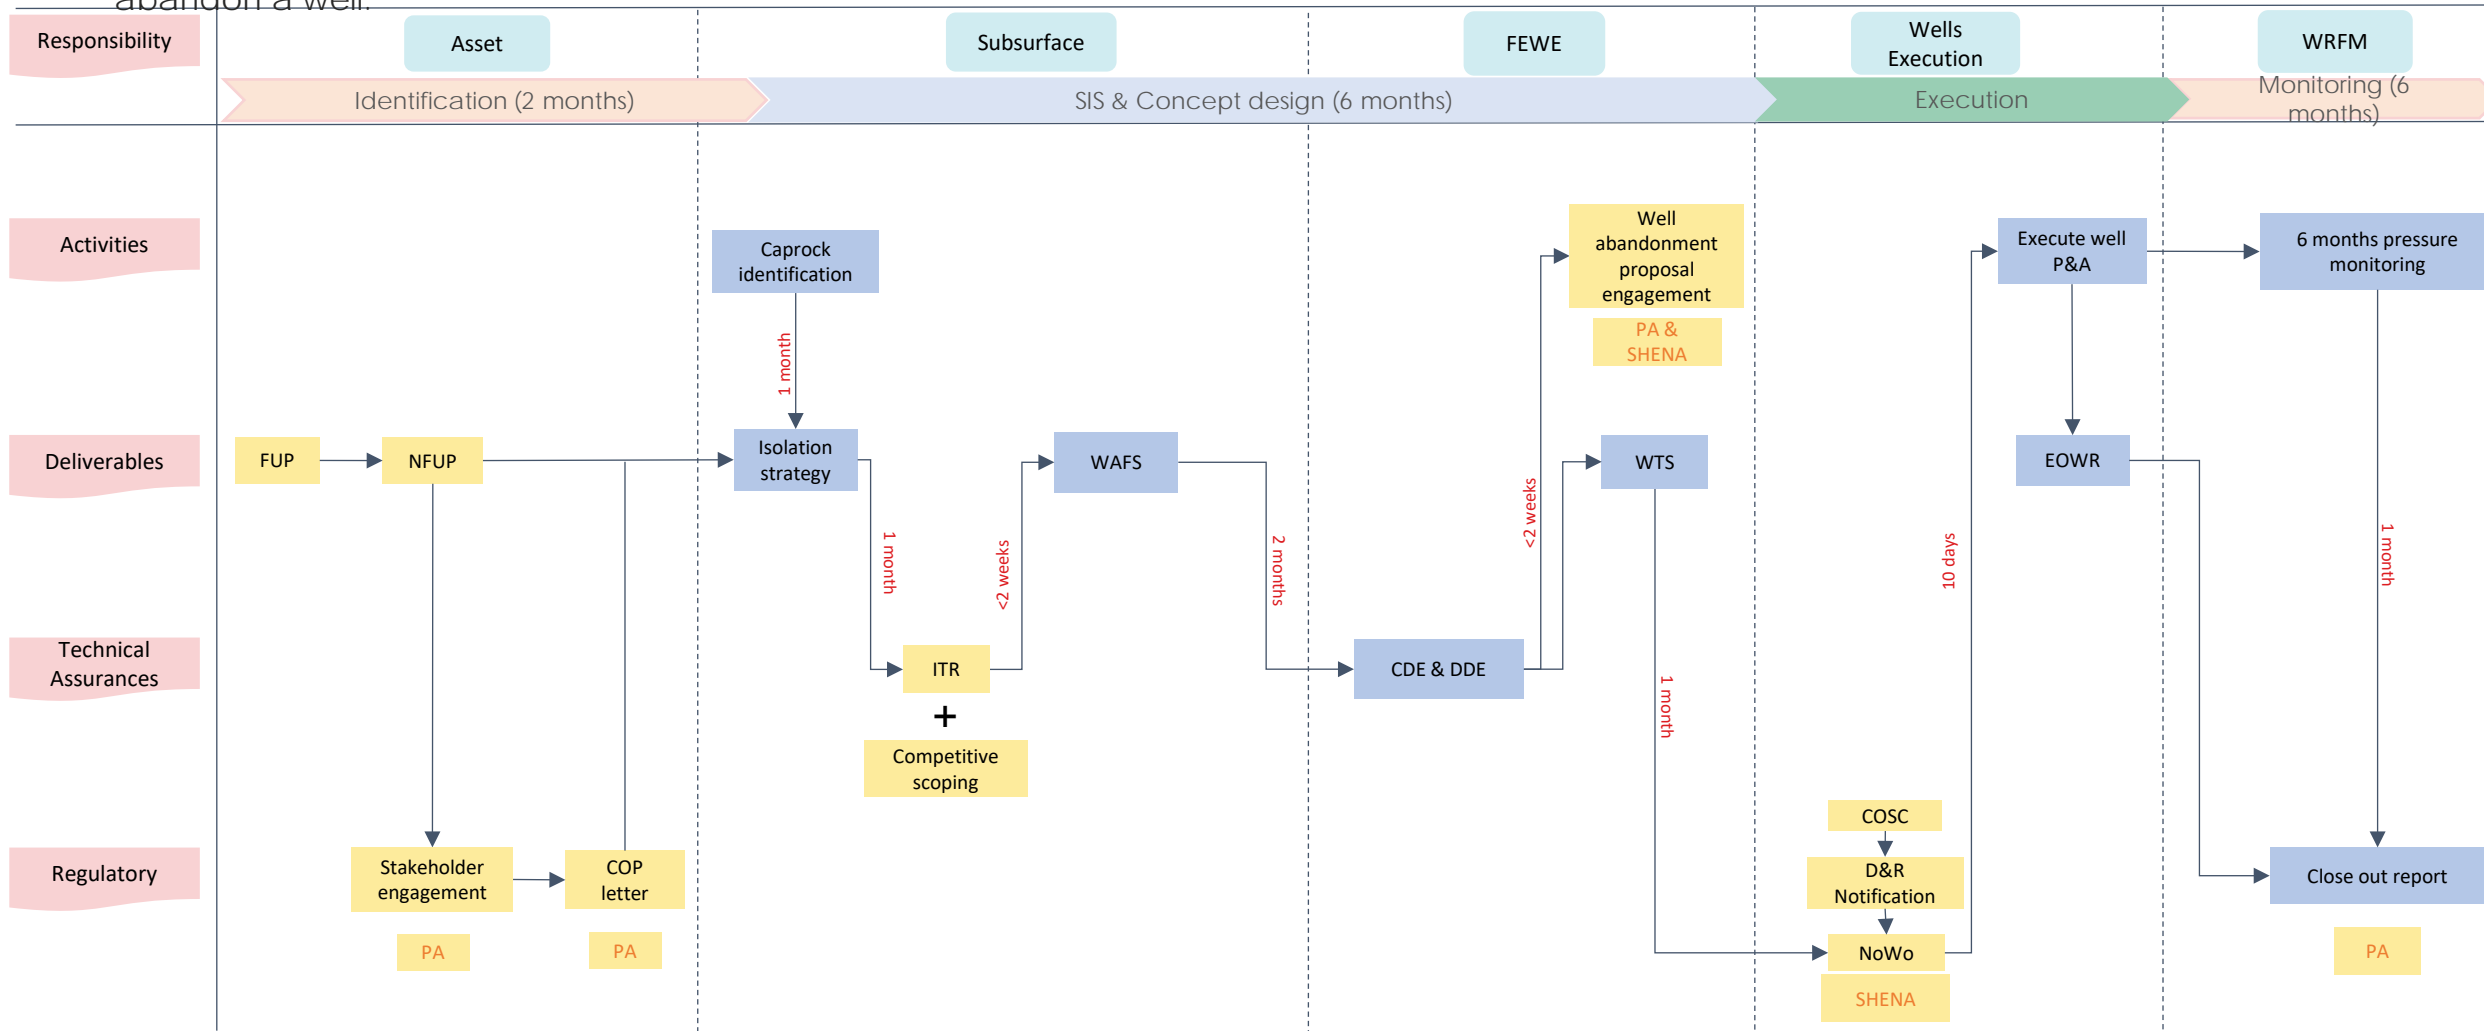 abandon a well.
Responsibility
Asset
Subsurface
FEWE
Wells
Execution
WRFM
Identification (2 months)
SIS & Concept design (6 months)
Execution
Monitoring (6
months)
Activities
Caprock
identification
Well
abandonment
proposal
engagement
PA &
SHENA
Execute well
P&A
6 months pressure
monitoring
1 month
Deliverables
FUP
NFUP
Isolation
strategy
WAFS
WTS
EOWR
1 month
<2 weeks
2 months
<2 weeks
10 days
1 month
Technical
Assurances
ITR
+
Competitive
scoping
CDE & DDE
1 month
Regulatory
Stakeholder
engagement
PA
COP
letter
PA
COSC
D&R
Notification
NoWo
SHENA
Close out report
PA